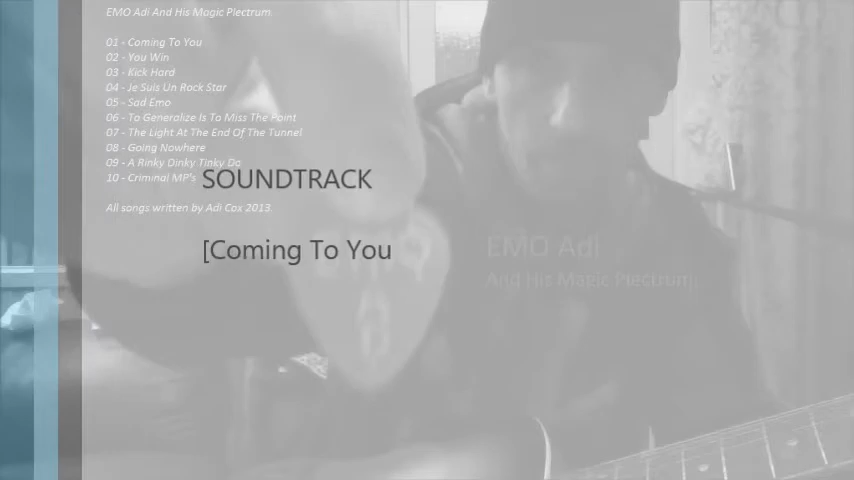 EMO Adi And His Magic Plectrum.
01 - Coming To You
02 - You Win
03 - Kick Hard
04 - Je Suis Un Rock Star
05 - Sad Emo
06 - To Generalize Is To Miss The Point
07 - The Light At The End Of The Tunnel
08 - Going Nowhere
09 - A Rinky Dinky Tinky Do
10 - Criminal MP's
All songs written by Adi Cox 2013.
SOUNDTRACK
[Coming To You
EMO
A
EMO Adi
And His Magic Plectrum